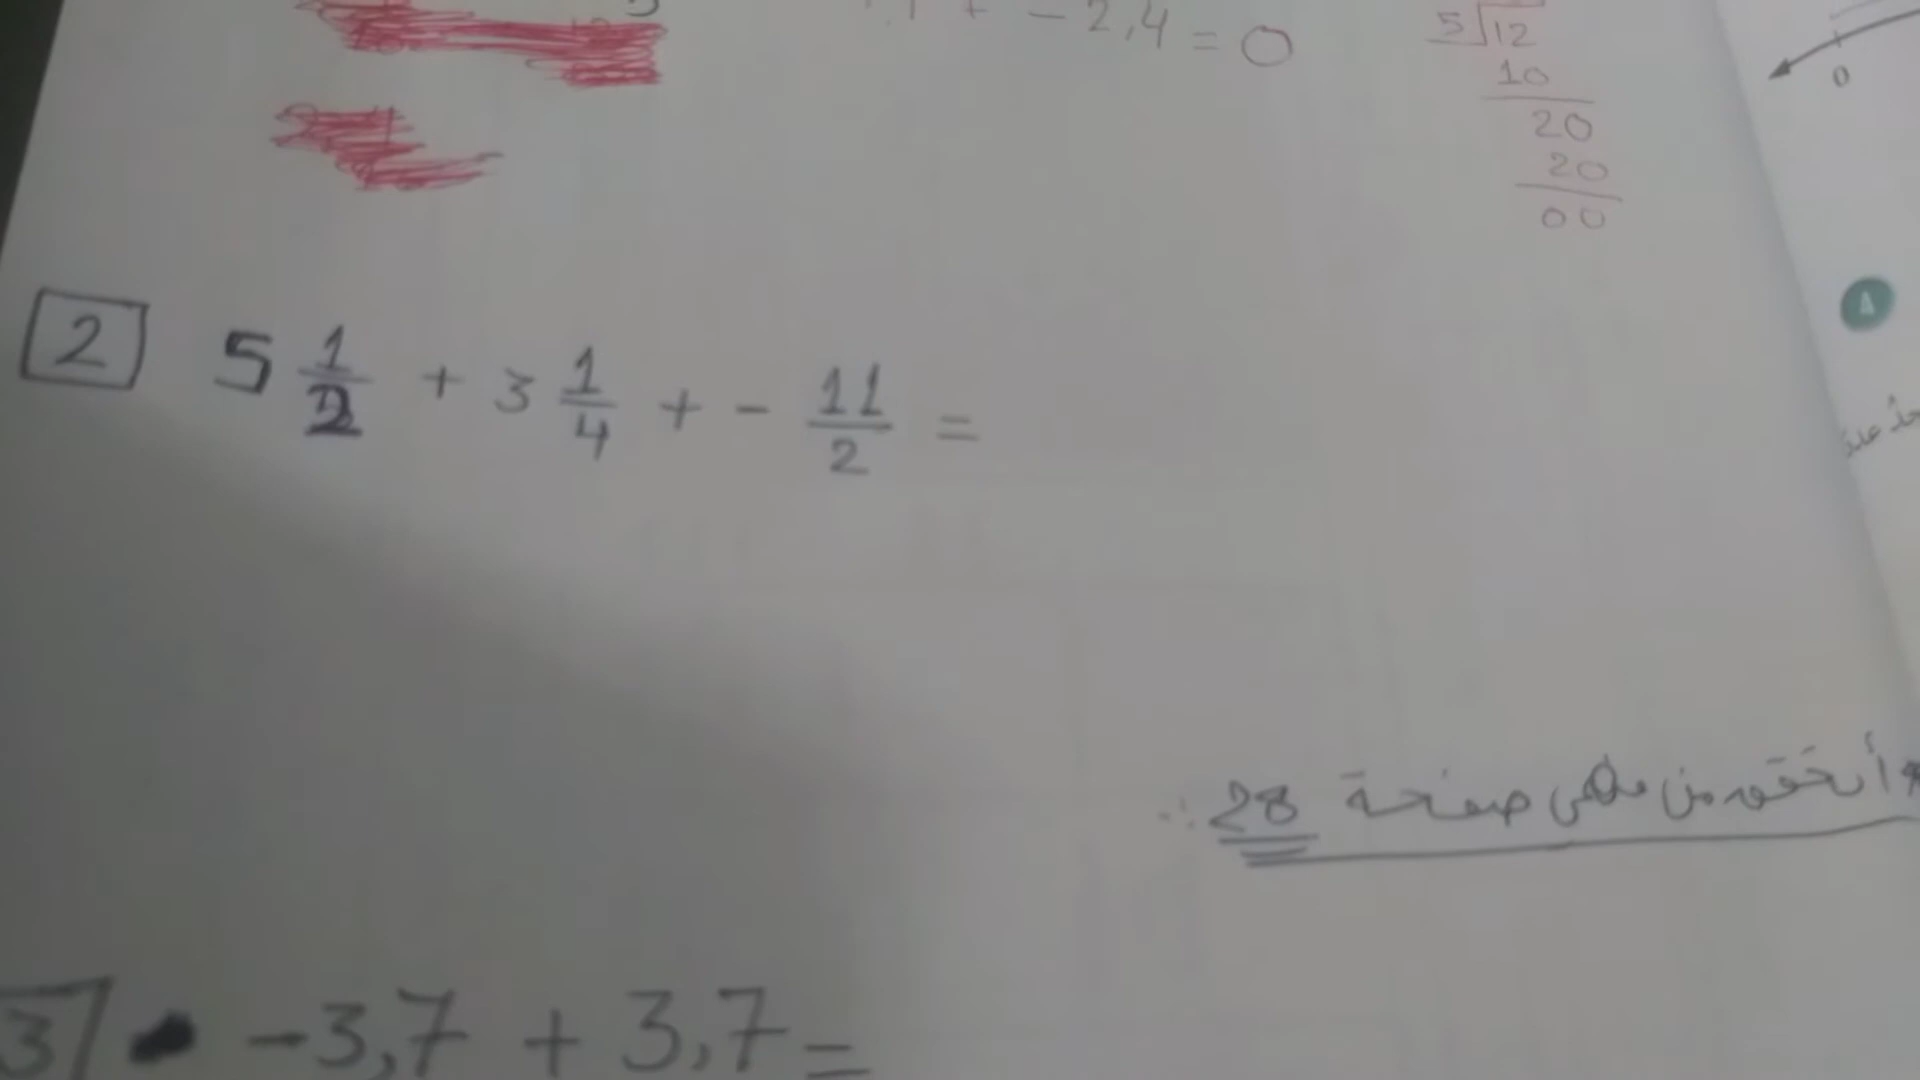 + -2,4 = 0
5 12
10
20
20
00
0
2 5 1/2 + 3 1/4 + - 11/2 =
أتحقق من صفحة 28
3 -3,7 + 3,7 =